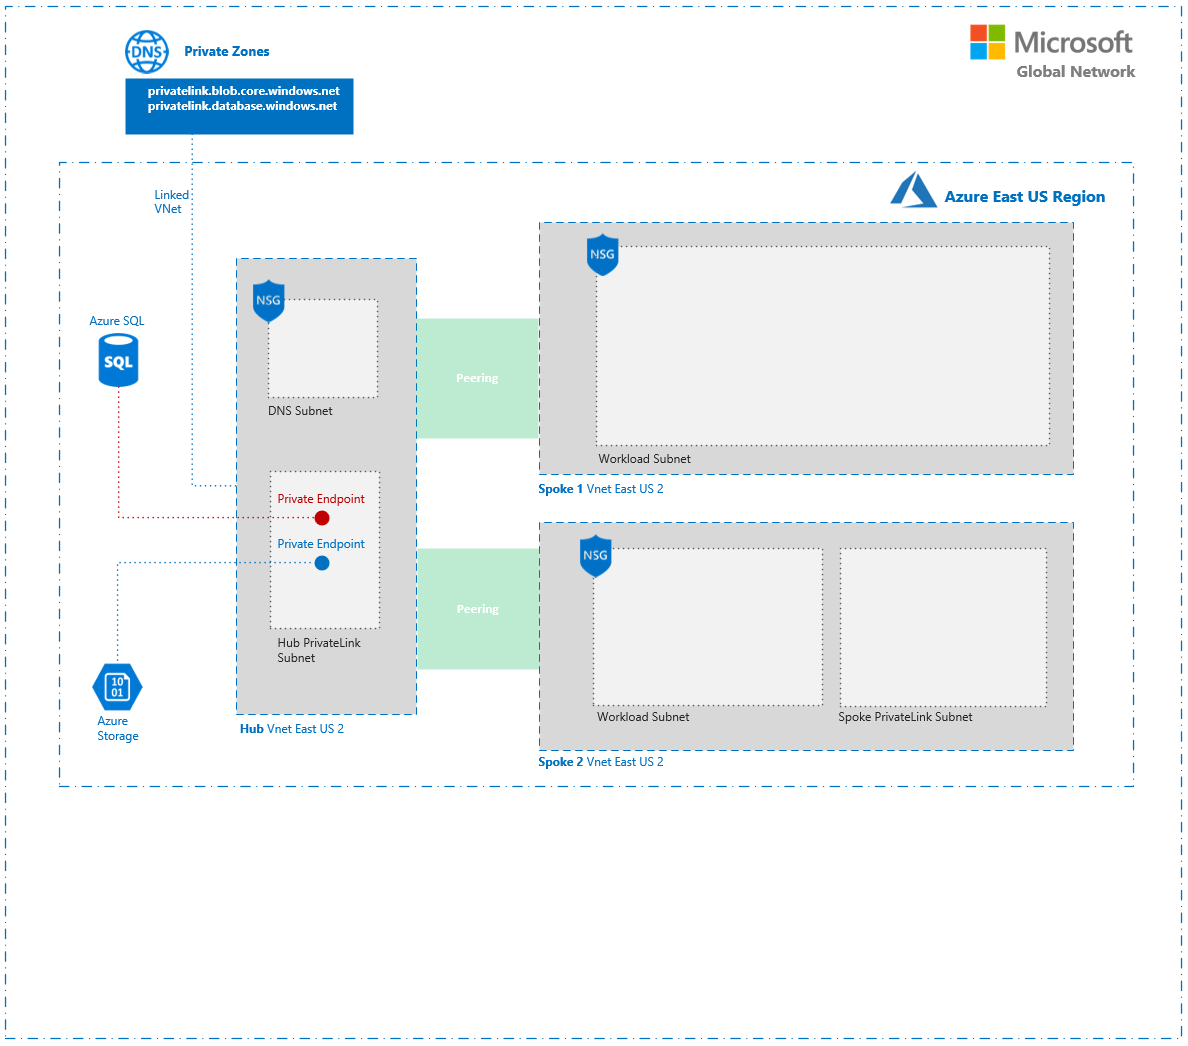 DNS
Private Zones
privatelink.blob.core.windows.net
privatelink.database.windows.net
Microsoft
Global Network
Linked
VNet
Azure East US Region
NSG
DNS Subnet
Azure SQL
SQL
Peering
NSG
Workload Subnet
Spoke 1 Vnet East US 2
Private Endpoint
Private Endpoint
Hub PrivateLink
Subnet
Hub Vnet East US 2
10
01
Azure
Storage
Peering
NSG
Workload Subnet
Spoke PrivateLink Subnet
Spoke 2 Vnet East US 2